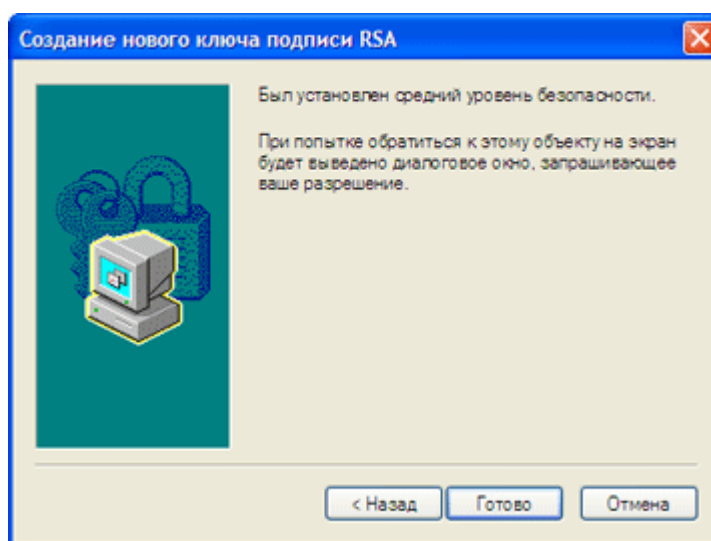 Создание нового ключа подписи RSA
Был установлен средний уровень безопасности.
При попытке обратиться к этому объекту на экран
будет выведено диалоговое окно, запрашивающее
ваше разрешение.
< Назад
Готово
Отмена